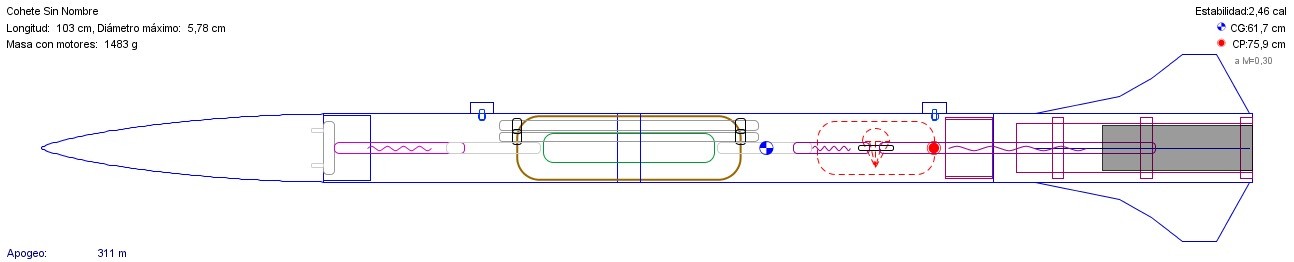 Cohete Sin Nombre
Longitud: 103 cm, Diámetro máximo: 5,78 cm
Masa con motores: 1483 g
Estabilidad:2,46 cal
CG:61,7 cm
CP:75,9 cm
a M=0,30
Apogeo: 311 m